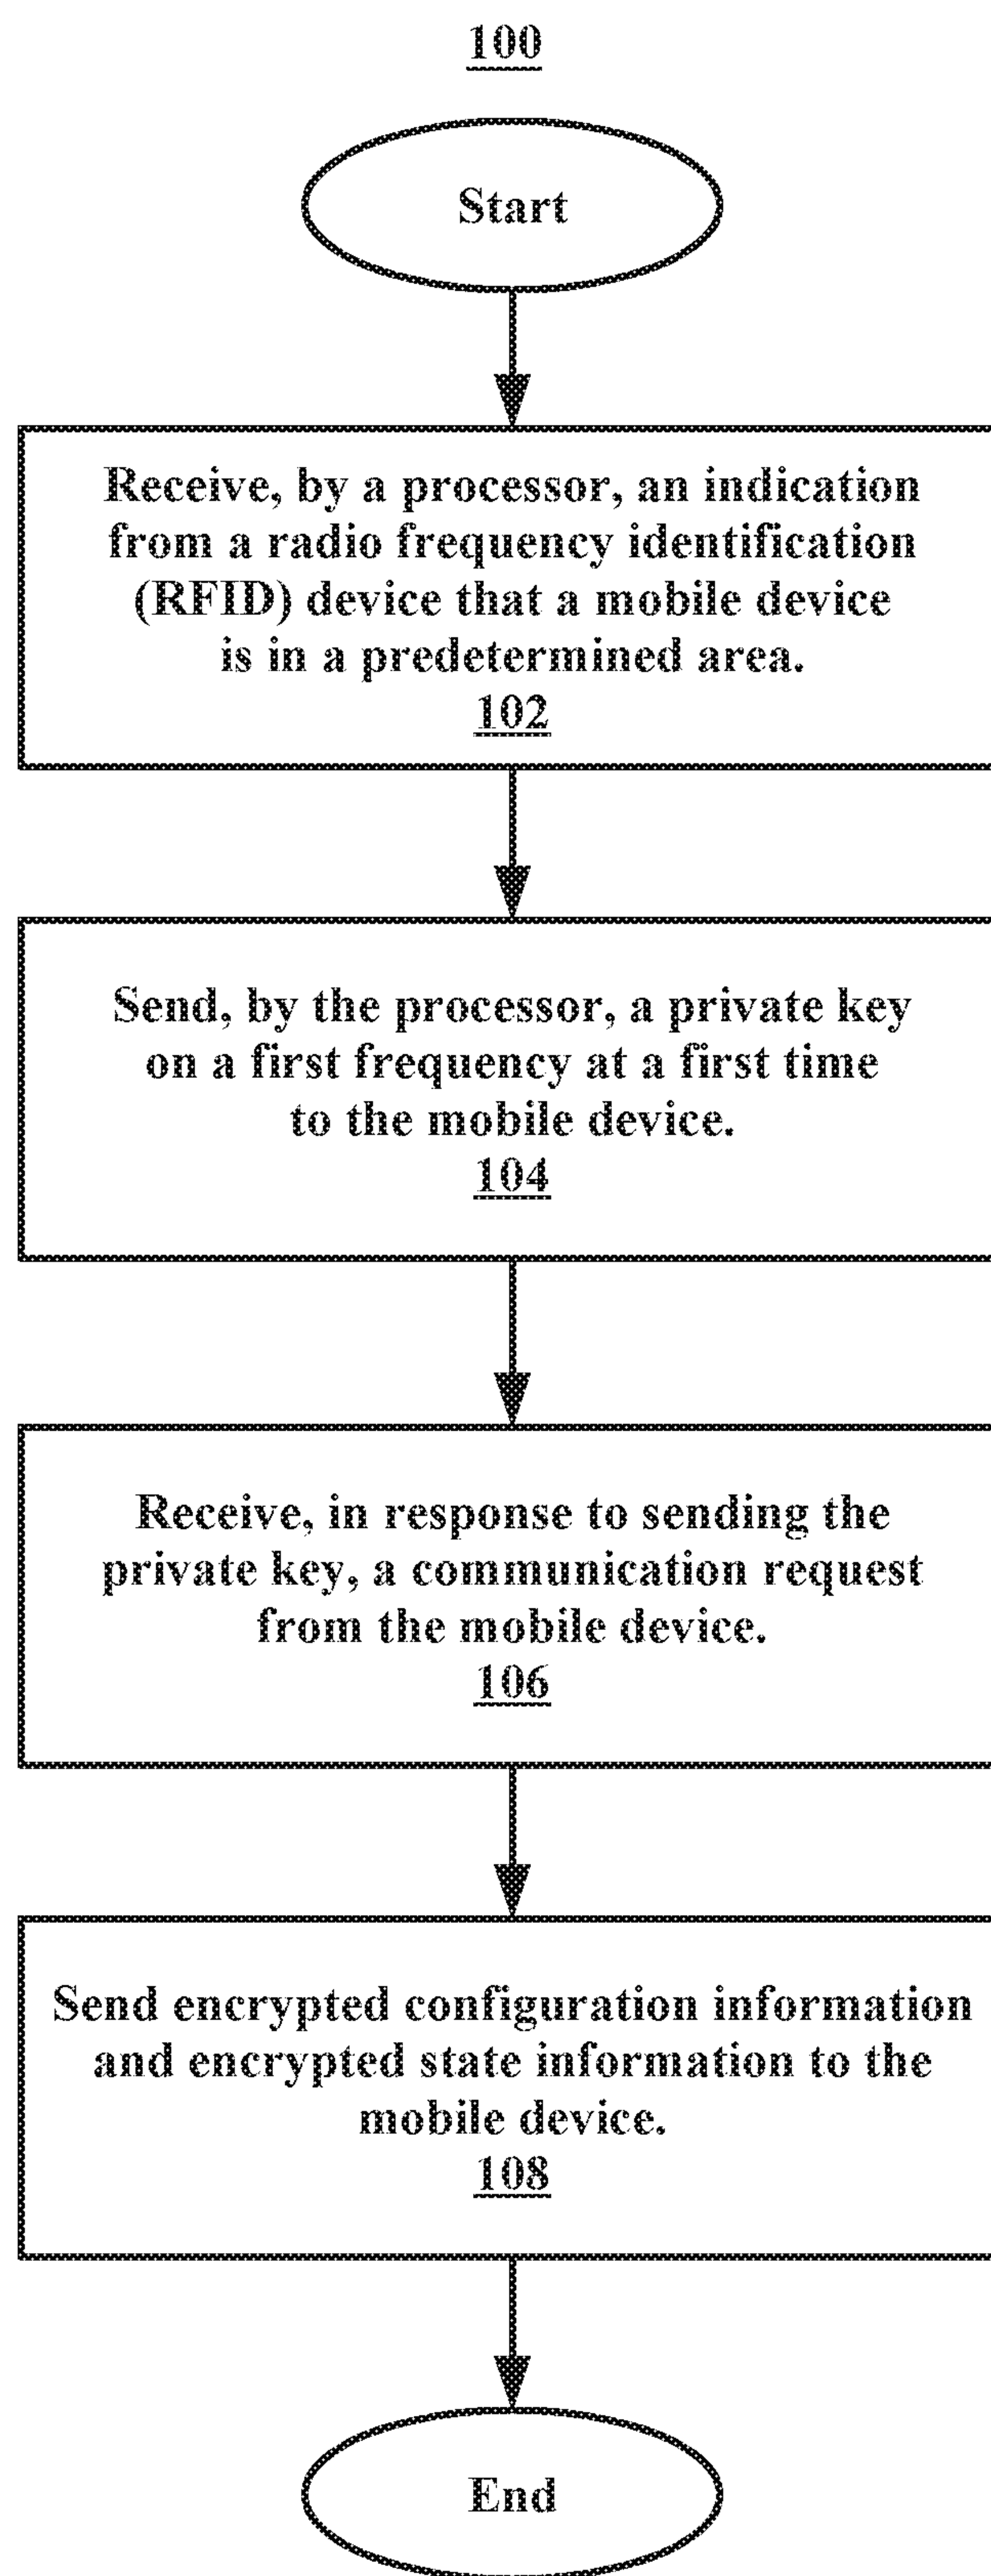 100
Start
Receive, by a processor, an indication
from a radio frequency identification
(RFID) device that a mobile device
is in a predetermined area.
102
Send, by the processor, a private key
on a first frequency at a first time
to the mobile device.
104
Receive, in response to sending the
private key, a communication request
from the mobile device.
106
Send encrypted configuration information
and encrypted state information to the
mobile device.
108
End